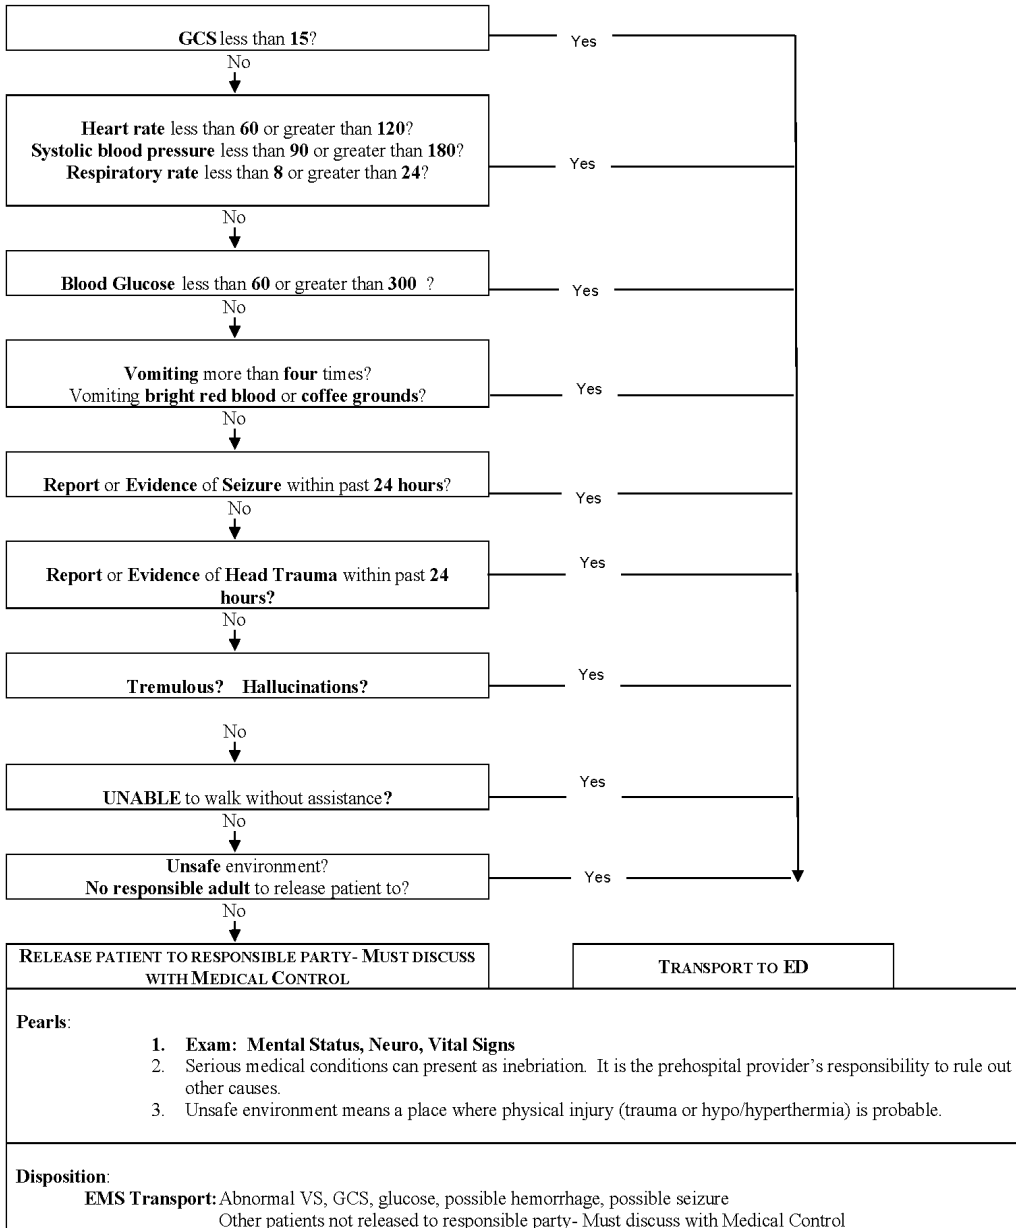 GCS less than 15?
Yes
No
Heart rate less than 60 or greater than 120?
Systolic blood pressure less than 90 or greater than 180?
Respiratory rate less than 8 or greater than 24?
Yes
No
Blood Glucose less than 60 or greater than 300 ?
Yes
No
Vomiting more than four times?
Vomiting bright red blood or coffee grounds?
Yes
No
Report or Evidence of Seizure within past 24 hours?
Yes
No
Report or Evidence of Head Trauma within past 24
hours?
Yes
No
Tremulous? Hallucinations?
Yes
No
UNABLE to walk without assistance?
Yes
No
Unsafe environment?
No responsible adult to release patient to?
Yes
No
RELEASE PATIENT TO RESPONSIBLE PARTY- MUST DISCUSS
WITH MEDICAL CONTROL
TRANSPORT TO ED
Pearls:
1. Exam: Mental Status, Neuro, Vital Signs
2. Serious medical conditions can present as inebriation. It is the prehospital provider's responsibility to rule out
other causes.
3. Unsafe environment means a place where physical injury (trauma or hypo/hyperthermia) is probable.
Disposition:
EMS Transport: Abnormal VS, GCS, glucose, possible hemorrhage, possible seizure
Other patients not released to responsible party- Must discuss with Medical Control